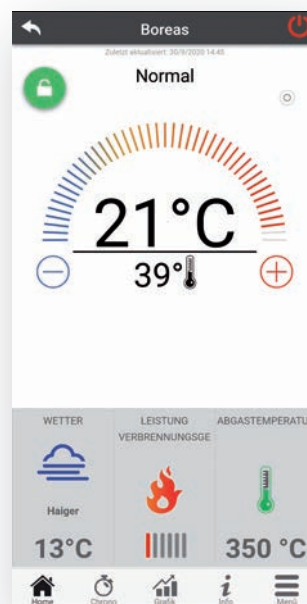 Boreas
Zuletzt aktualisiert: 30/9/2020 14:45
Normal
21°C
39°
WETTER
LEISTUNG
VERBRENNUNGSGE
ABGASTEMPERATU
Haiger
13°C
350 °C
Home
Chrono
Grafik
Info
Menü